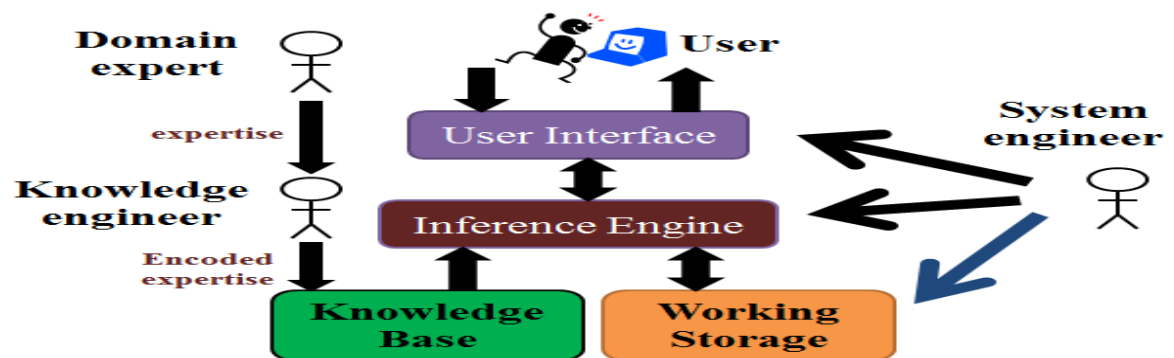 Domain
expert
User
expertise
User Interface
System
engineer
Knowledge
engineer
Inference Engine
Encoded
expertise
Knowledge
Base
Working
Storage